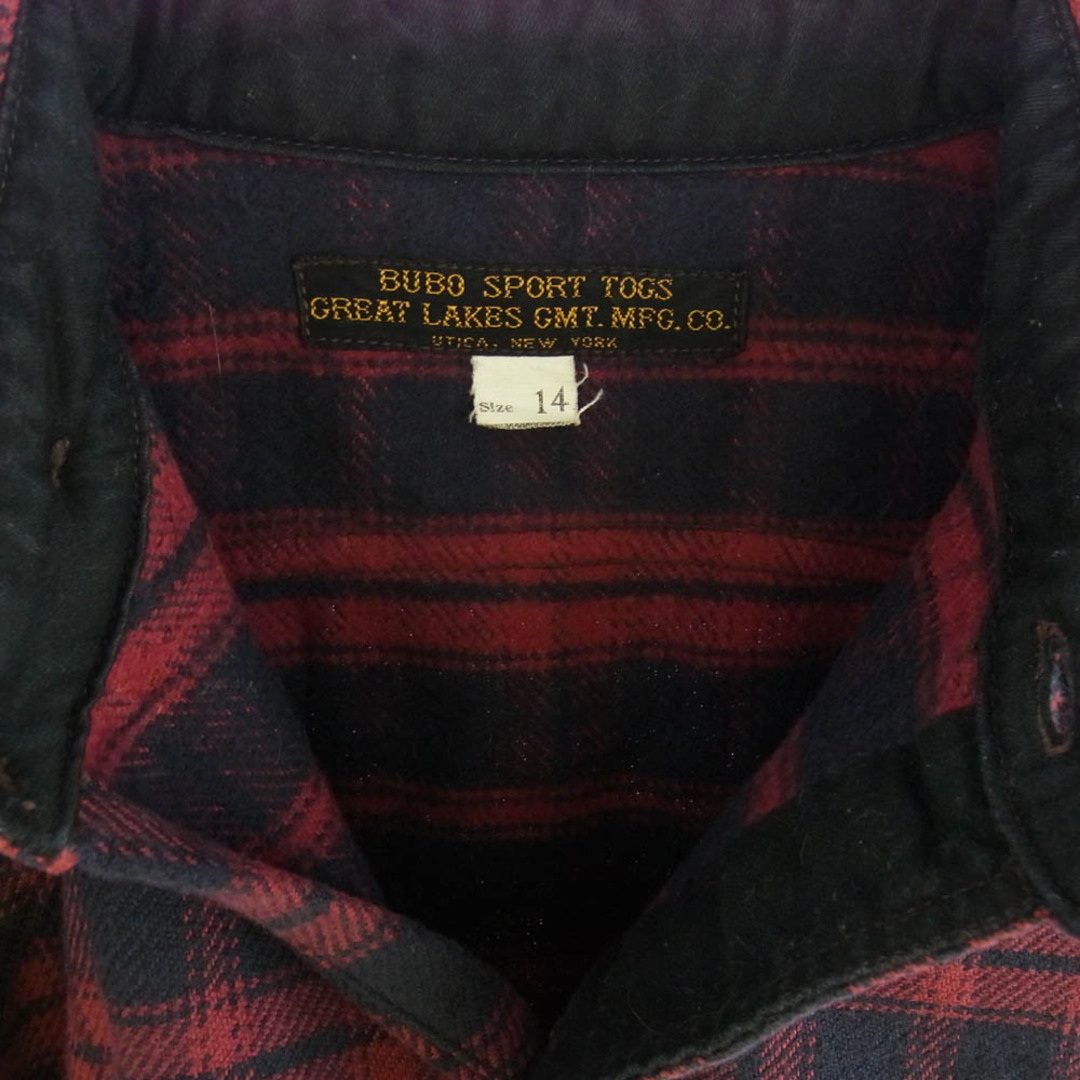 BUBO SPORT TOGS
GREAT LAKES GMT. MFG. CO.
UTICA, NEW YORK
Size 14